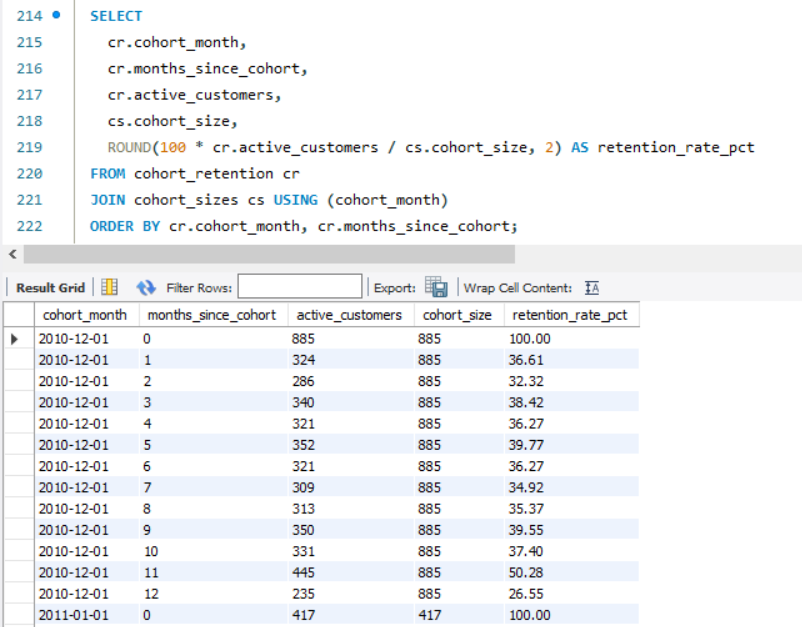 214 SELECT
215 cr.cohort_month,
216 cr.months_since_cohort,
217 cr.active_customers,
218 cs.cohort_size,
219 ROUND(100 * cr.active_customers / cs.cohort_size, 2) AS retention_rate_pct
220 FROM cohort_retention cr
221 JOIN cohort_sizes cs USING (cohort_month)
222 ORDER BY cr.cohort_month, cr.months_since_cohort;
Result Grid Filter Rows: Export: Wrap Cell Content: IA
cohort_month months_since_cohort active_customers cohort_size retention_rate_pct
2010-12-01 0 885 885 100.00
2010-12-01 1 324 885 36.61
2010-12-01 2 286 885 32.32
2010-12-01 3 340 885 38.42
2010-12-01 4 321 885 36.27
2010-12-01 5 352 885 39.77
2010-12-01 6 321 885 36.27
2010-12-01 7 309 885 34.92
2010-12-01 8 313 885 35.37
2010-12-01 9 350 885 39.55
2010-12-01 10 331 885 37.40
2010-12-01 11 445 885 50.28
2010-12-01 12 235 885 26.55
2011-01-01 0 417 417 100.00